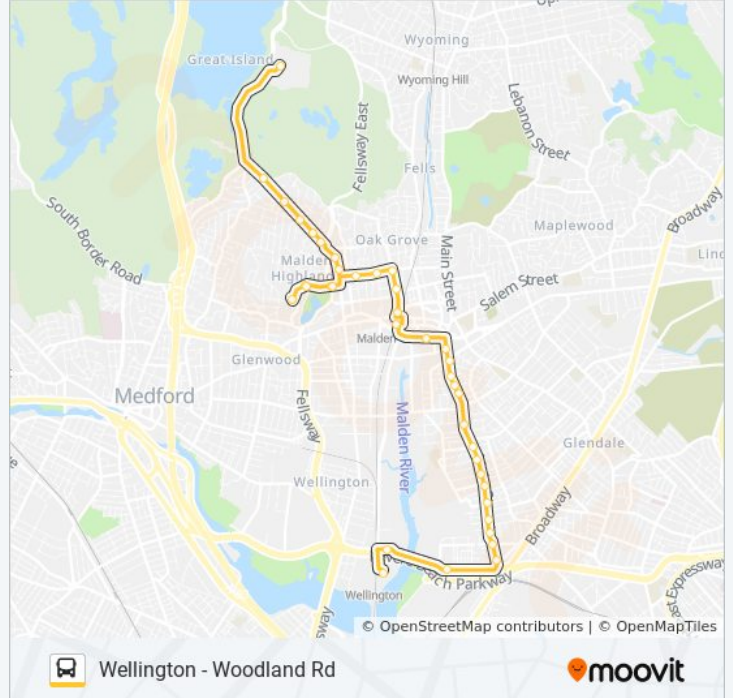 Wyoming
Great Island
Wyoming Hill
Lebanon Street
Fellsway East
Fells
Broadway
South Border Road
Maplewood
Oak Grove
Main Street
Malden
Highland
Salem Street
Malden
Glenwood
Medford
Fellsway
Malden River
Glendale
Wellington
Broadway
Beach Parkway
Wellington
© OpenStreetMap contributors | © OpenMapTiles
Wellington - Woodland Rd
moovit